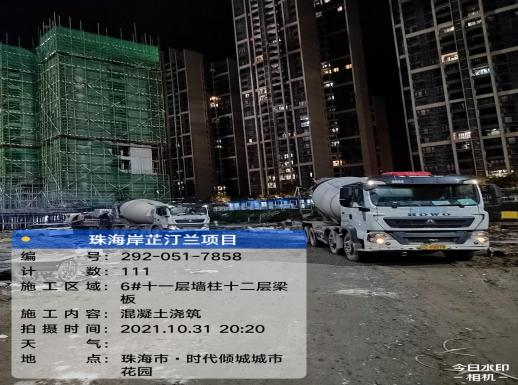 珠海岸芷汀兰项目
编号：292-051-7858
计数：111
施工区域：6#十一层墙柱十二层梁
板
施工内容：混凝土浇筑
拍摄时间：2021.10.31 20:20
天气：
地点：珠海市·时代倾城城市
花园
HOWO
今日水印
相机